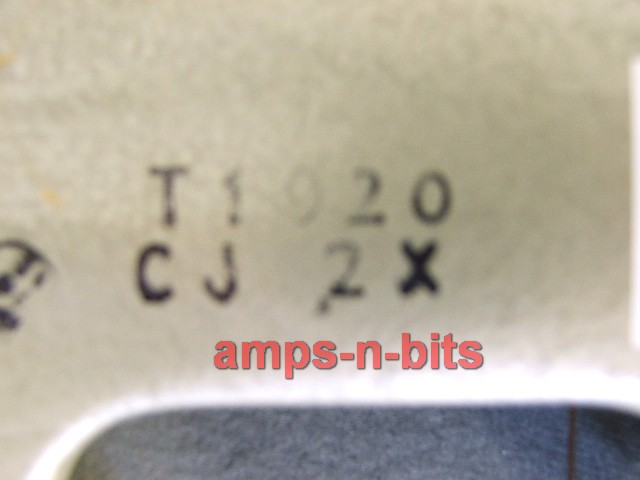 T1920
CJ 2X
amps-n-bits